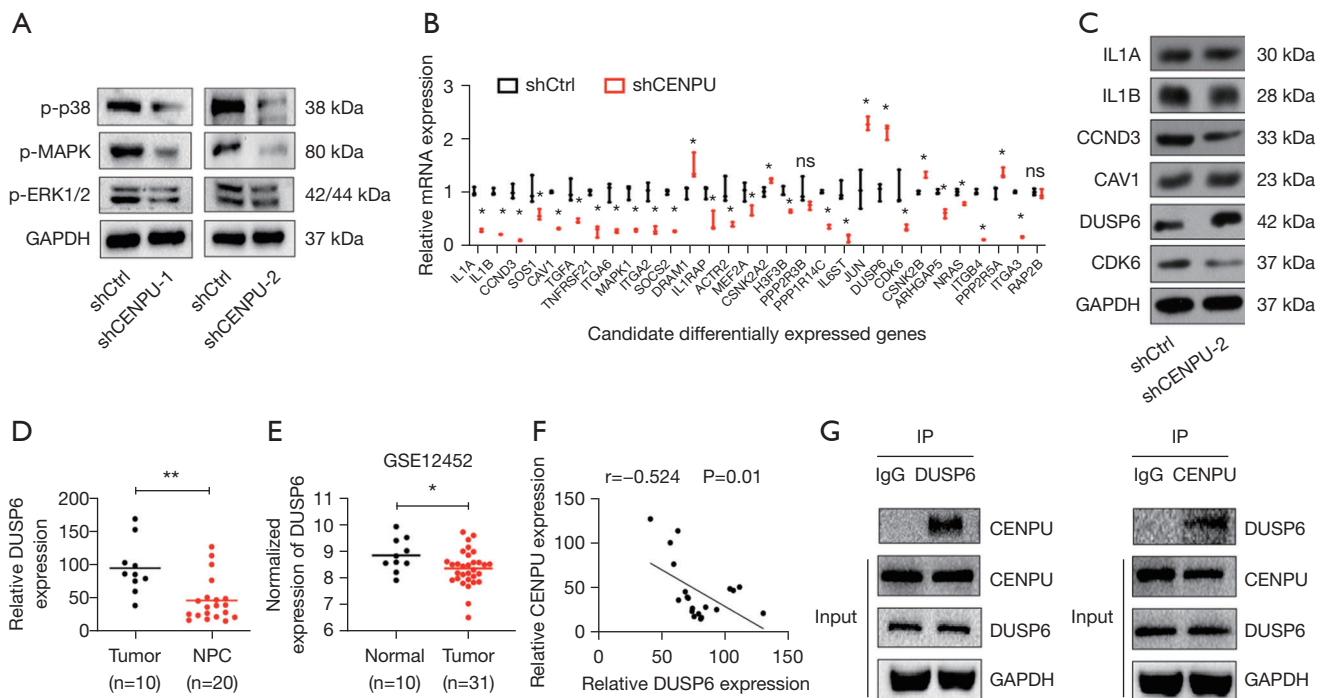 A
p-p38
38 kDa
p-MAPK
80 kDa
p-ERK1/2
42/44 kDa
GAPDH
37 kDa
shCtrl
shCENPU-1
shCtrl
shCENPU-2
B
shCtrl
shCENPU
Relative mRNA expression
3
2
1
0
* * * * * * * * * * * * * * * * * ns * * * * * * * * * * * ns
IL1A
IL1B
CCND3
SOS1
CAV1
TGFA
TNFRSF21
ITGA6
MAPK1
ITGA2
SOCS2
DRAM1
IL1RAP
ACTR2
MEF2A
CSNK2A2
H3F3B
PPP2R3B
PPP1R14C
IL6ST
JUN
DUSP6
CDK6
CSNK2B
ARHGAP5
NRAS
ITGB4
PPP2R5A
ITGA3
RAP2B
Candidate differentially expressed genes
C
IL1A
30 kDa
IL1B
28 kDa
CCND3
33 kDa
CAV1
23 kDa
DUSP6
42 kDa
CDK6
37 kDa
GAPDH
37 kDa
shCtrl
shCENPU-2
D
**
Relative DUSP6
expression
200
150
100
50
0
Tumor
(n=10)
NPC
(n=20)
E
GSE12452
*
Normalized
expression of DUSP6
11
10
9
8
7
6
Normal
(n=10)
Tumor
(n=31)
F
r=−0.524 P=0.01
Relative CENPU expression
150
100
50
0
0 50 100 150
Relative DUSP6 expression
G
IP
IgG DUSP6
CENPU
CENPU
Input
DUSP6
GAPDH
IP
IgG CENPU
DUSP6
CENPU
Input
DUSP6
GAPDH